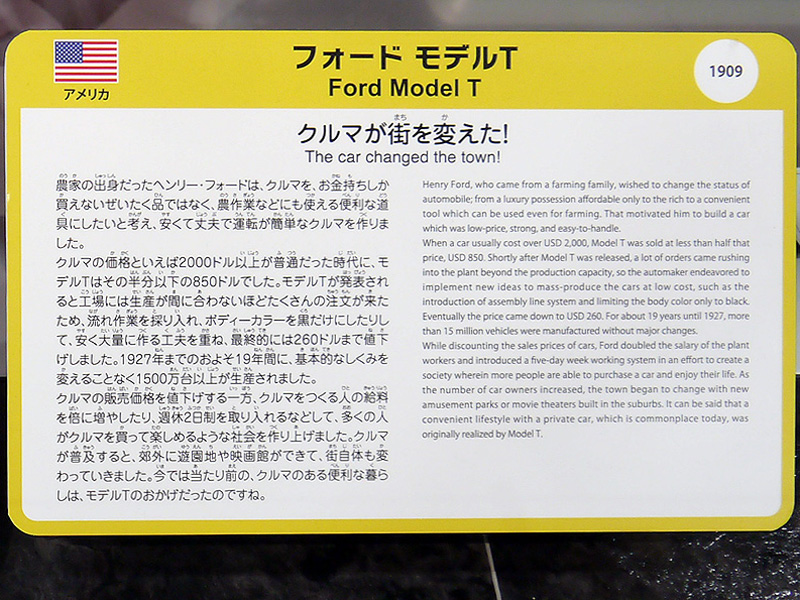 フォード モデルT
Ford Model T
アメリカ
1909
クルマが街を変えた!
The car changed the town!
農家の出身だったヘンリー・フォードは、クルマを、お金持ちしか
買えないぜいたく品ではなく、農作業などにも使える便利な道
具にしたいと考え、安くて丈夫で運転が簡単なクルマを作りま
した。
クルマの価格といえば2000ドル以上が普通だった時代に、モ
デルTはその半分以下の850ドルでした。モデルTが発表され
ると工場には生産が間に合わないほどたくさんの注文が来た
ため、流れ作業を採り入れ、ボディーカラーを黒だけにしたりし
て、安く大量に作る工夫を重ね、最終的には260ドルまで値下
げしました。1927年までのおよそ19年間に、基本的なしくみを
変えることなく1500万台以上が生産されました。
クルマの販売価格を値下げする一方、クルマをつくる人の給料
を倍に増やしたり、週休2日制を取り入れるなどして、多くの人
がクルマを買って楽しめるような社会を作り上げました。クルマ
が普及すると、郊外に遊園地や映画館ができて、街自体も変
わっていきました。今では当たり前の、クルマのある便利な暮ら
しは、モデルTのおかげだったのですね。
Henry Ford, who came from a farming family, wished to change the status of
automobile; from a luxury possession affordable only to the rich to a convenient
tool which can be used even for farming. That motivated him to build a car
which was low-price, strong, and easy-to-handle.
When a car usually cost over USD 2,000, Model T was sold at less than half that
price, USD 850. Shortly after Model T was released, a lot of orders came rushing
into the plant beyond the production capacity, so the automaker endeavored to
implement new ideas to mass-produce the cars at low cost, such as the
introduction of assembly line system and limiting the body color only to black.
Eventually the price came down to USD 260. For about 19 years until 1927, more
than 15 million vehicles were manufactured without major changes.
While discounting the sales prices of cars, Ford doubled the salary of the plant
workers and introduced a five-day week working system in an effort to create a
society wherein more people are able to purchase a car and enjoy their life. As
the number of car owners increased, the town began to change with new
amusement parks or movie theaters built in the suburbs. It can be said that a
convenient lifestyle with a private car, which is commonplace today, was
originally realized by Model T.